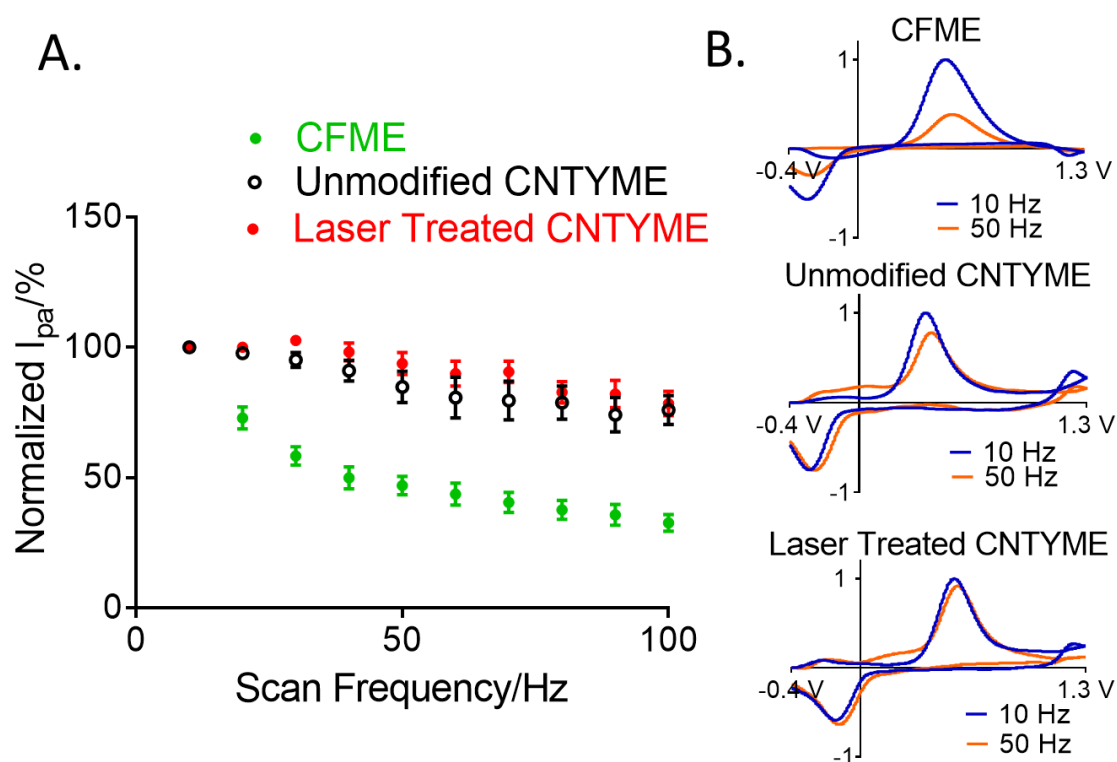 A.
CFME
Unmodified CNTYME
Laser Treated CNTYME
150
100
50
0
0
50
100
Normalized Ipa/%
Scan Frequency/Hz
B.
CFME
1
-0.4 V
1.3 V
-1
10 Hz
50 Hz
Unmodified CNTYME
1
-0.4 V
1.3 V
-1
10 Hz
50 Hz
Laser Treated CNTYME
1
-0.4 V
1.3 V
-1
10 Hz
50 Hz